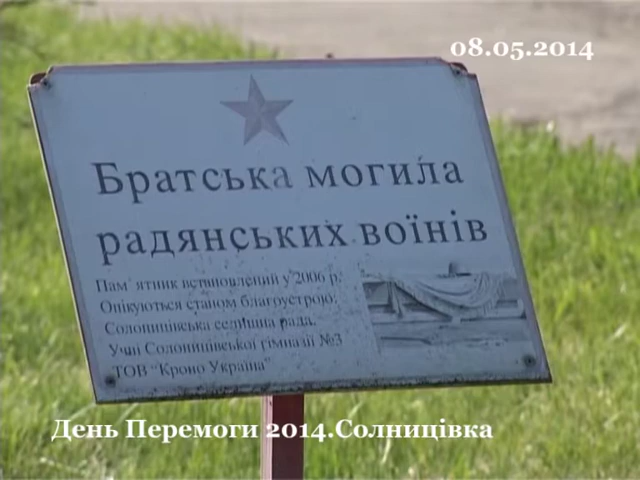 08.05.2014
Братська могила
радянських воїнів
Пам᾽ятник встановлений у 2006 р.
Опікуються станом благоустрою:
Солоницівська селищна рада,
Учні Солоницівської гімназії №3
ТОВ "Кроно Україна"
День Перемоги 2014.Солницівка